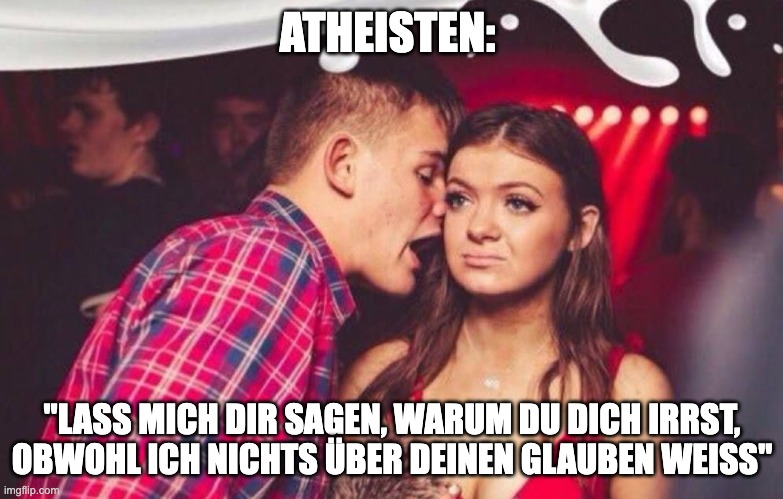 ATHEISTEN:
"LASS MICH DIR SAGEN, WARUM DU DICH IRRST,
OBWOHL ICH NICHTS ÜBER DEINEN GLAUBEN WEISS"
imgflip.com